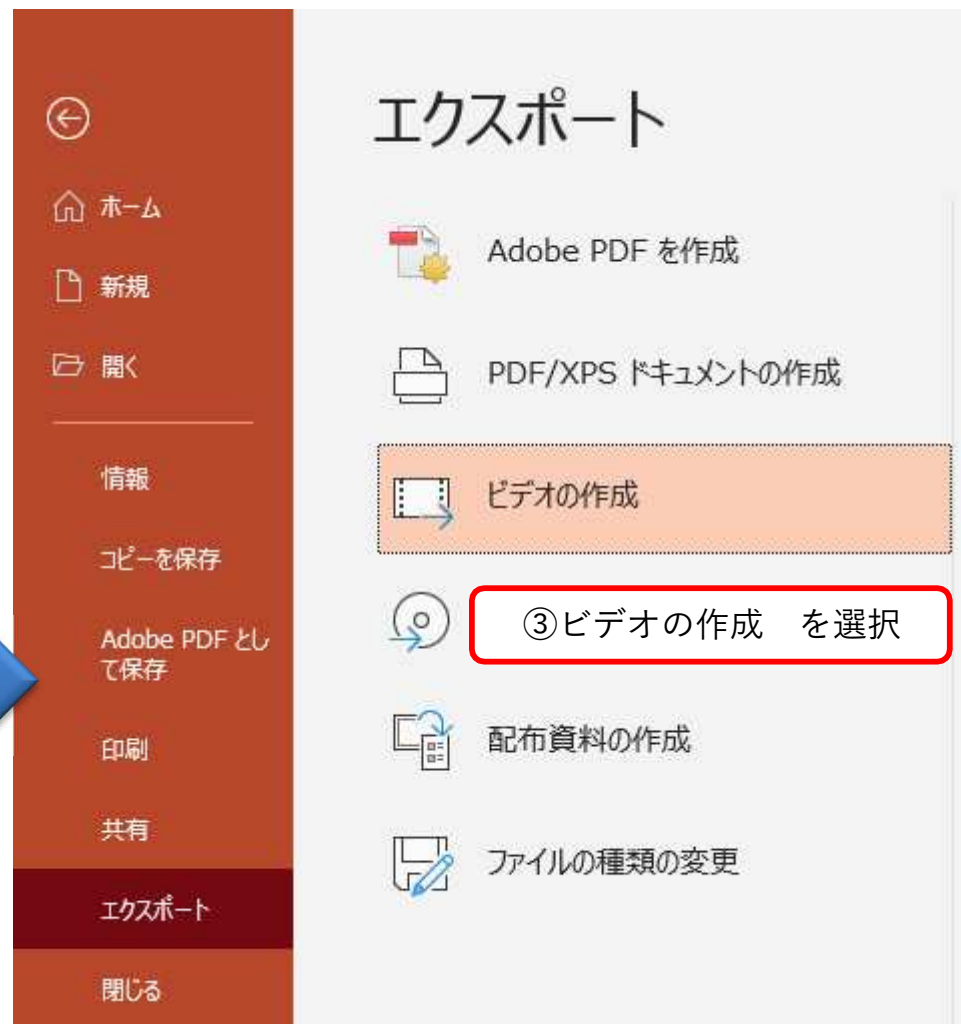 エクスポート
ホーム
新規
開く
情報
コピーを保存
Adobe PDF とし
て保存
印刷
共有
エクスポート
閉じる
Adobe PDF を作成
PDF/XPS ドキュメントの作成
ビデオの作成
③ビデオの作成　を選択
配布資料の作成
ファイルの種類の変更